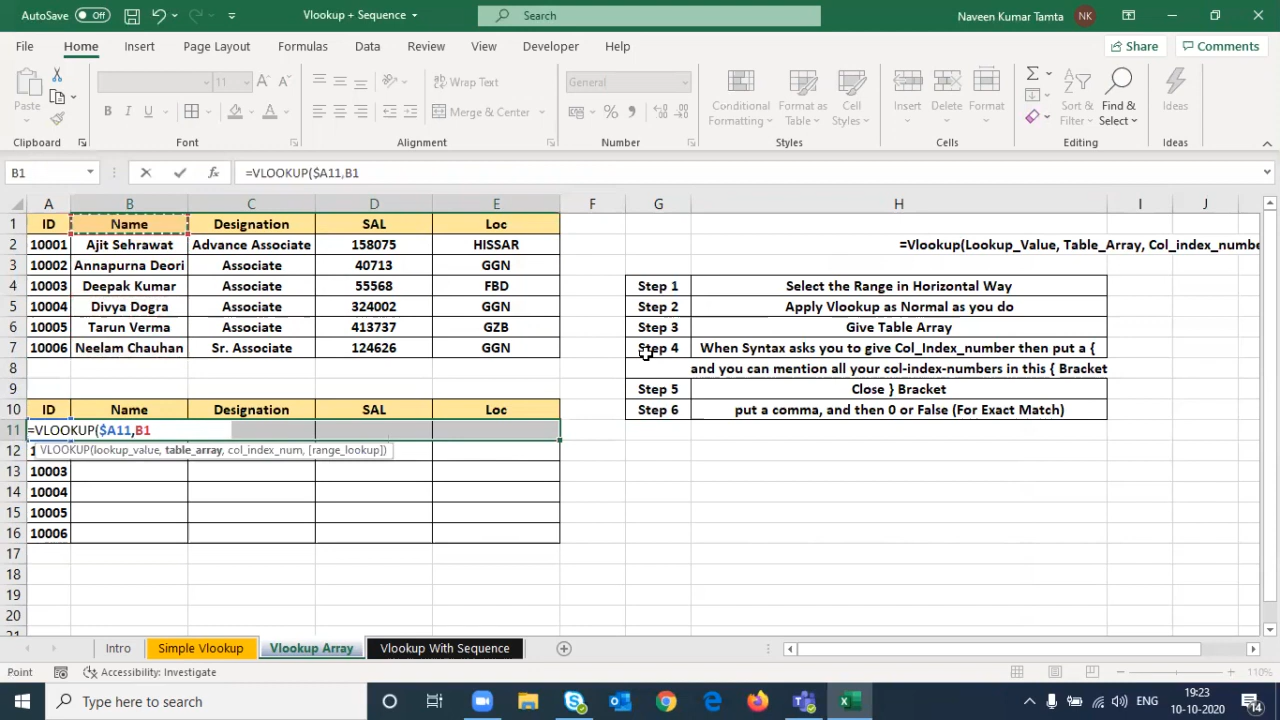 AutoSave Off Vlookup + Sequence Search Naveen Kumar Tamta NK
File Home Insert Page Layout Formulas Data Review View Developer Help Share Comments
Paste 11 A A Wrap Text General Conditional Formatting Format as Table Cell Styles Insert Delete Format Sort & Filter Find & Select Ideas
B I U A Merge & Center % ,
Clipboard Font Alignment Number Styles Cells Editing Ideas
B1 fx =VLOOKUP($A11,B1
A B C D E F G H I J
1 ID Name Designation SAL Loc
2 10001 Ajit Sehrawat Advance Associate 158075 HISSAR =Vlookup(Lookup_Value, Table_Array, Col_index_numbe
3 10002 Annapurna Deori Associate 40713 GGN
4 10003 Deepak Kumar Associate 55568 FBD Step 1 Select the Range in Horizontal Way
5 10004 Divya Dogra Associate 324002 GGN Step 2 Apply Vlookup as Normal as you do
6 10005 Tarun Verma Associate 413737 GZB Step 3 Give Table Array
7 10006 Neelam Chauhan Sr. Associate 124626 GGN Step 4 When Syntax asks you to give Col_Index_number then put a {
8 and you can mention all your col-index-numbers in this { Bracket
9 Step 5 Close } Bracket
10 ID Name Designation SAL Loc Step 6 put a comma, and then 0 or False (For Exact Match)
11 =VLOOKUP($A11,B1
12 VLOOKUP(lookup_value, table_array, col_index_num, [range_lookup])
13 10003
14 10004
15 10005
16 10006
17
18
19
20
21
Intro Simple Vlookup Vlookup Array Vlookup With Sequence
Point Accessibility: Investigate 110%
Type here to search ENG 19:23 10-10-2020 14